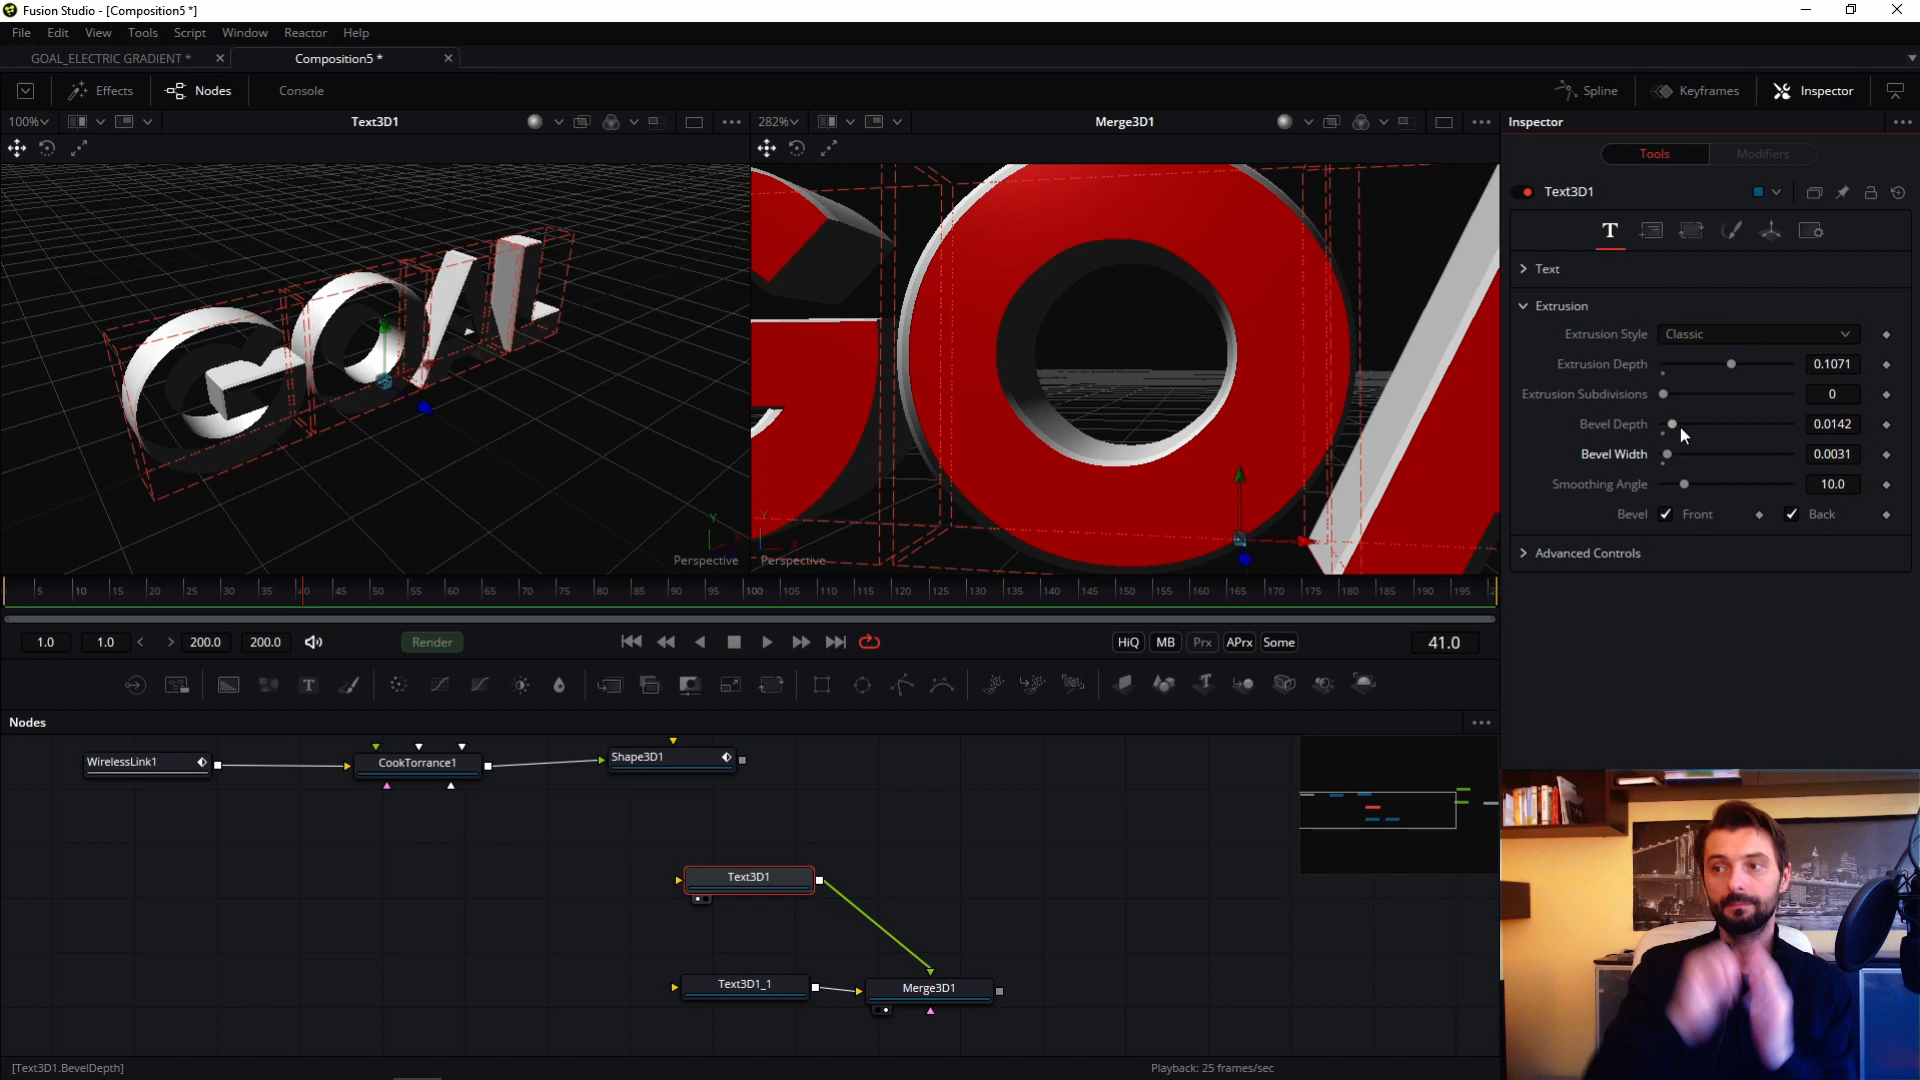 Fusion Studio - [Composition5 *]
File Edit View Tools Script Window Reactor Help
GOAL_ELECTRIC GRADIENT * Composition5 *
Effects Nodes Console Spline Keyframes Inspector
100% Text3D1 282% Merge3D1 Inspector
Tools Modifiers
Text3D1
T
Text
Extrusion
Extrusion Style Classic
Extrusion Depth 0.1071
Extrusion Subdivisions 0
Bevel Depth 0.0142
Bevel Width 0.0031
Smoothing Angle 10.0
Bevel Front Back
Advanced Controls
GOAL
Y Y
X X
Perspective Perspective
5 10 15 20 25 30 35 40 45 50 55 60 65 70 75 80 85 90 95 100 105 110 115 120 125 130 135 140 145 150 155 160 165 170 175 180 185 190 195
1.0 1.0 < > 200.0 200.0 Render HiQ MB Prx APrx Some 41.0
T
Nodes
WirelessLink1 CookTorrance1 Shape3D1
Text3D1
Text3D1_1 Merge3D1
[Text3D1.BevelDepth] Playback: 25 frames/sec